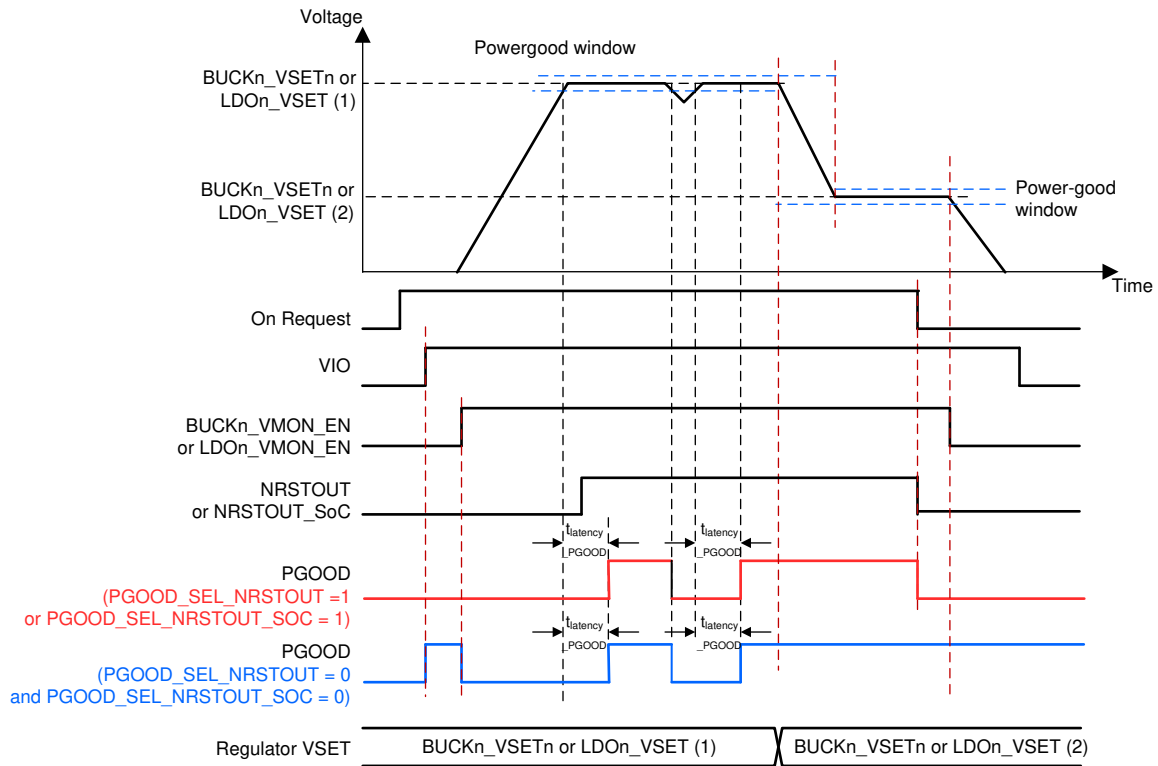 Voltage
Powergood window
BUCKn_VSETn or
LDOn_VSET (1)
BUCKn_VSETn or
LDOn_VSET (2)
Power-good
window
Time
On Request
VIO
BUCKn_VMON_EN
or LDOn_VMON_EN
NRSTOUT
or NRSTOUT_SoC
tlatency
_PGOOD
tlatency
_PGOOD
PGOOD
(PGOOD_SEL_NRSTOUT =1
or PGOOD_SEL_NRSTOUT_SOC = 1)
tlatency
_PGOOD
tlatency
_PGOOD
PGOOD
(PGOOD_SEL_NRSTOUT = 0
and PGOOD_SEL_NRSTOUT_SOC = 0)
Regulator VSET
BUCKn_VSETn or LDOn_VSET (1)
BUCKn_VSETn or LDOn_VSET (2)